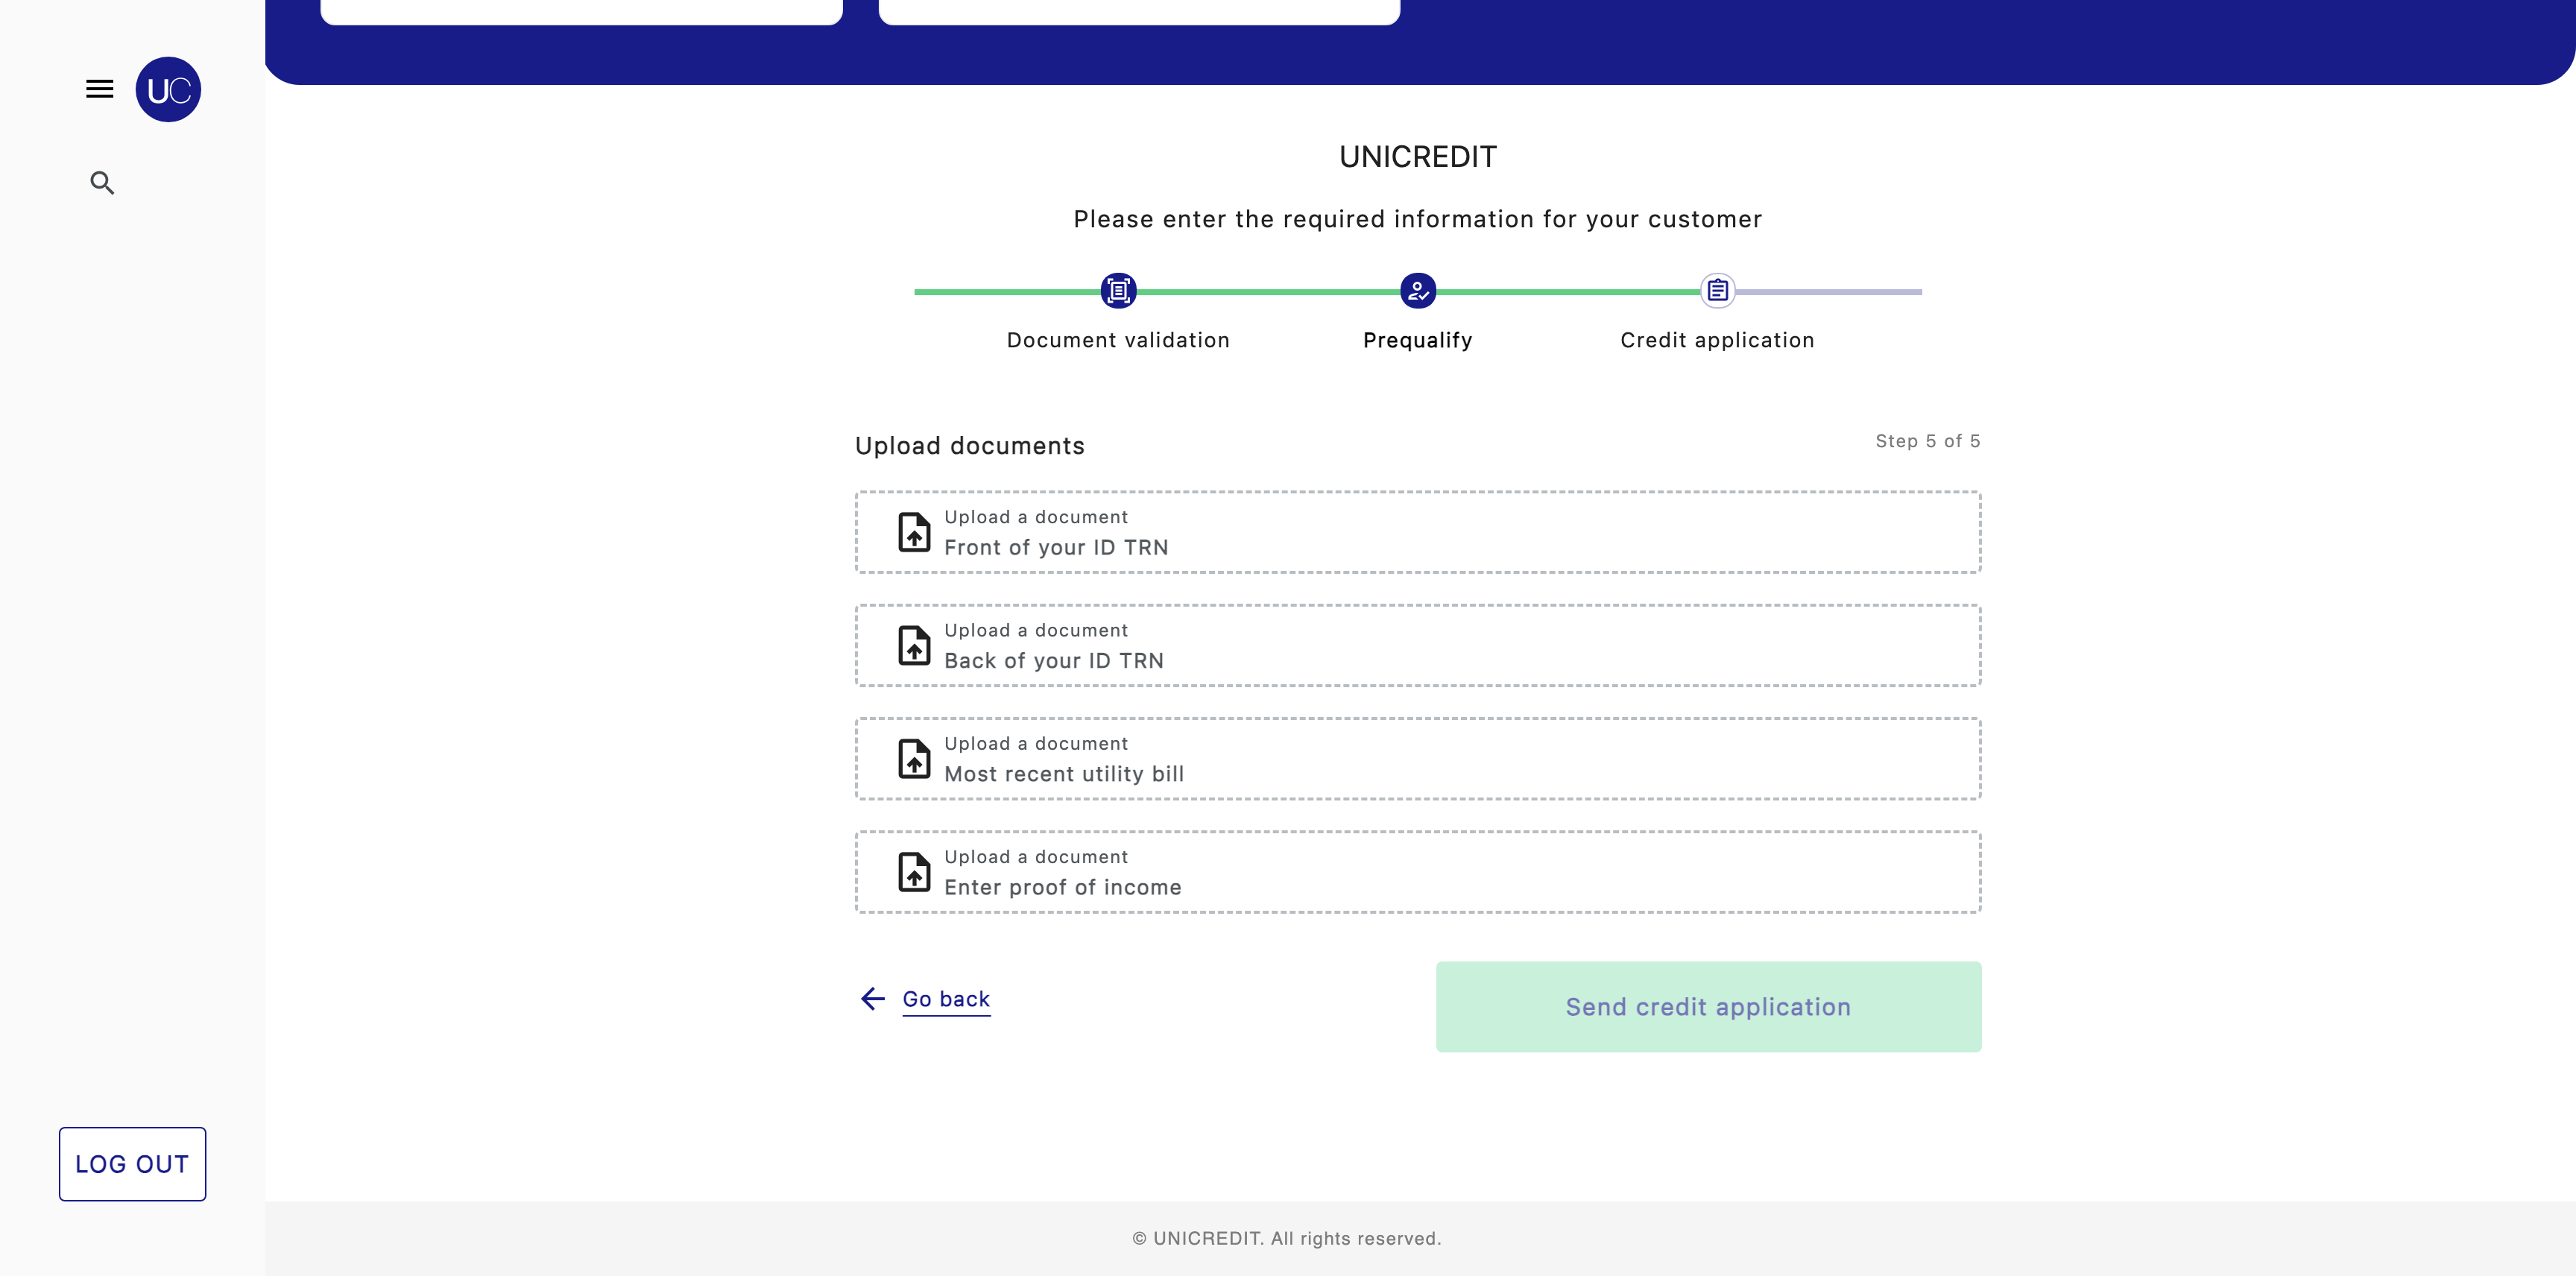 UC
UNICREDIT
Please enter the required information for your customer
Document validation
Prequalify
Credit application
Upload documents
Step 5 of 5
Upload a document
Front of your ID TRN
Upload a document
Back of your ID TRN
Upload a document
Most recent utility bill
Upload a document
Enter proof of income
Go back
Send credit application
LOG OUT
© UNICREDIT. All rights reserved.